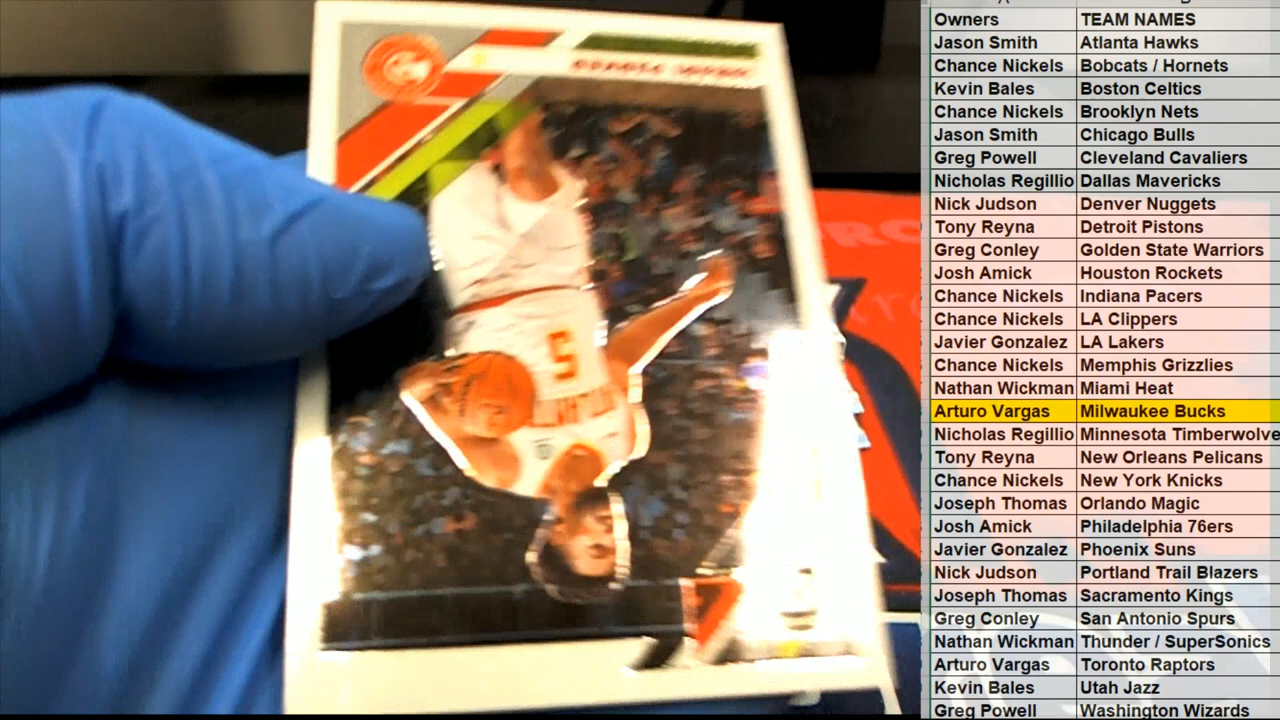 Owners TEAM NAMES
Jason Smith Atlanta Hawks
Chance Nickels Bobcats / Hornets
Kevin Bales Boston Celtics
Chance Nickels Brooklyn Nets
Jason Smith Chicago Bulls
Greg Powell Cleveland Cavaliers
Nicholas Regillio Dallas Mavericks
Nick Judson Denver Nuggets
Tony Reyna Detroit Pistons
Greg Conley Golden State Warriors
Josh Amick Houston Rockets
Chance Nickels Indiana Pacers
Chance Nickels LA Clippers
Javier Gonzalez LA Lakers
Chance Nickels Memphis Grizzlies
Nathan Wickman Miami Heat
Arturo Vargas Milwaukee Bucks
Nicholas Regillio Minnesota Timberwolve
Tony Reyna New Orleans Pelicans
Chance Nickels New York Knicks
Joseph Thomas Orlando Magic
Josh Amick Philadelphia 76ers
Javier Gonzalez Phoenix Suns
Nick Judson Portland Trail Blazers
Joseph Thomas Sacramento Kings
Greg Conley San Antonio Spurs
Nathan Wickman Thunder / SuperSonics
Arturo Vargas Toronto Raptors
Kevin Bales Utah Jazz
Greg Powell Washington Wizards
5